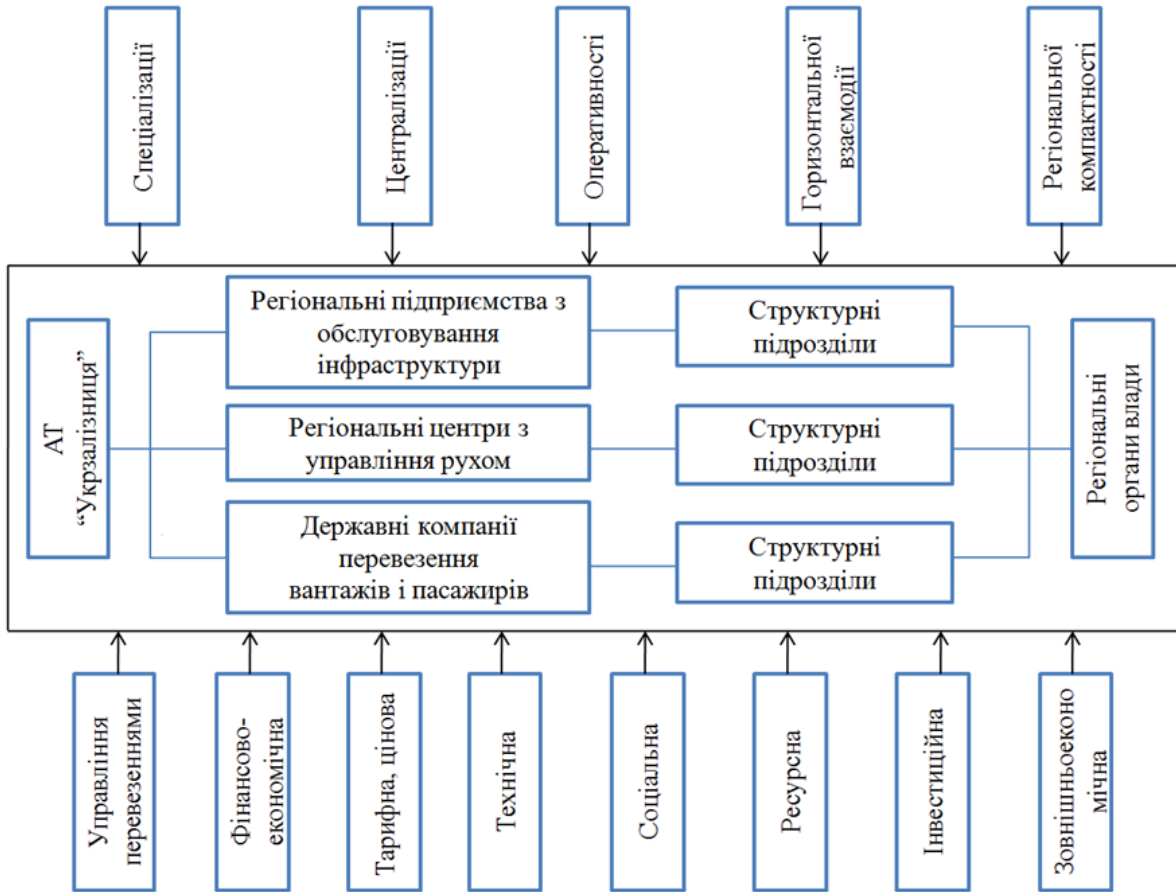 Спеціалізації
Централізації
Оперативності
Горизонтальної
взаємодії
Регіональної
компактності
АТ
“Укрзалізниця”
Регіональні підприємства з
обслуговування
інфраструктури
Структурні
підрозділи
Регіональні центри з
управління рухом
Структурні
підрозділи
Державні компанії
перевезення
вантажів і пасажирів
Структурні
підрозділи
Регіональні
органи влади
Управління
перевезеннями
Фінансово-
економічна
Тарифна, цінова
Технічна
Соціальна
Ресурсна
Інвестиційна
Зовнішньоеконо
мічна